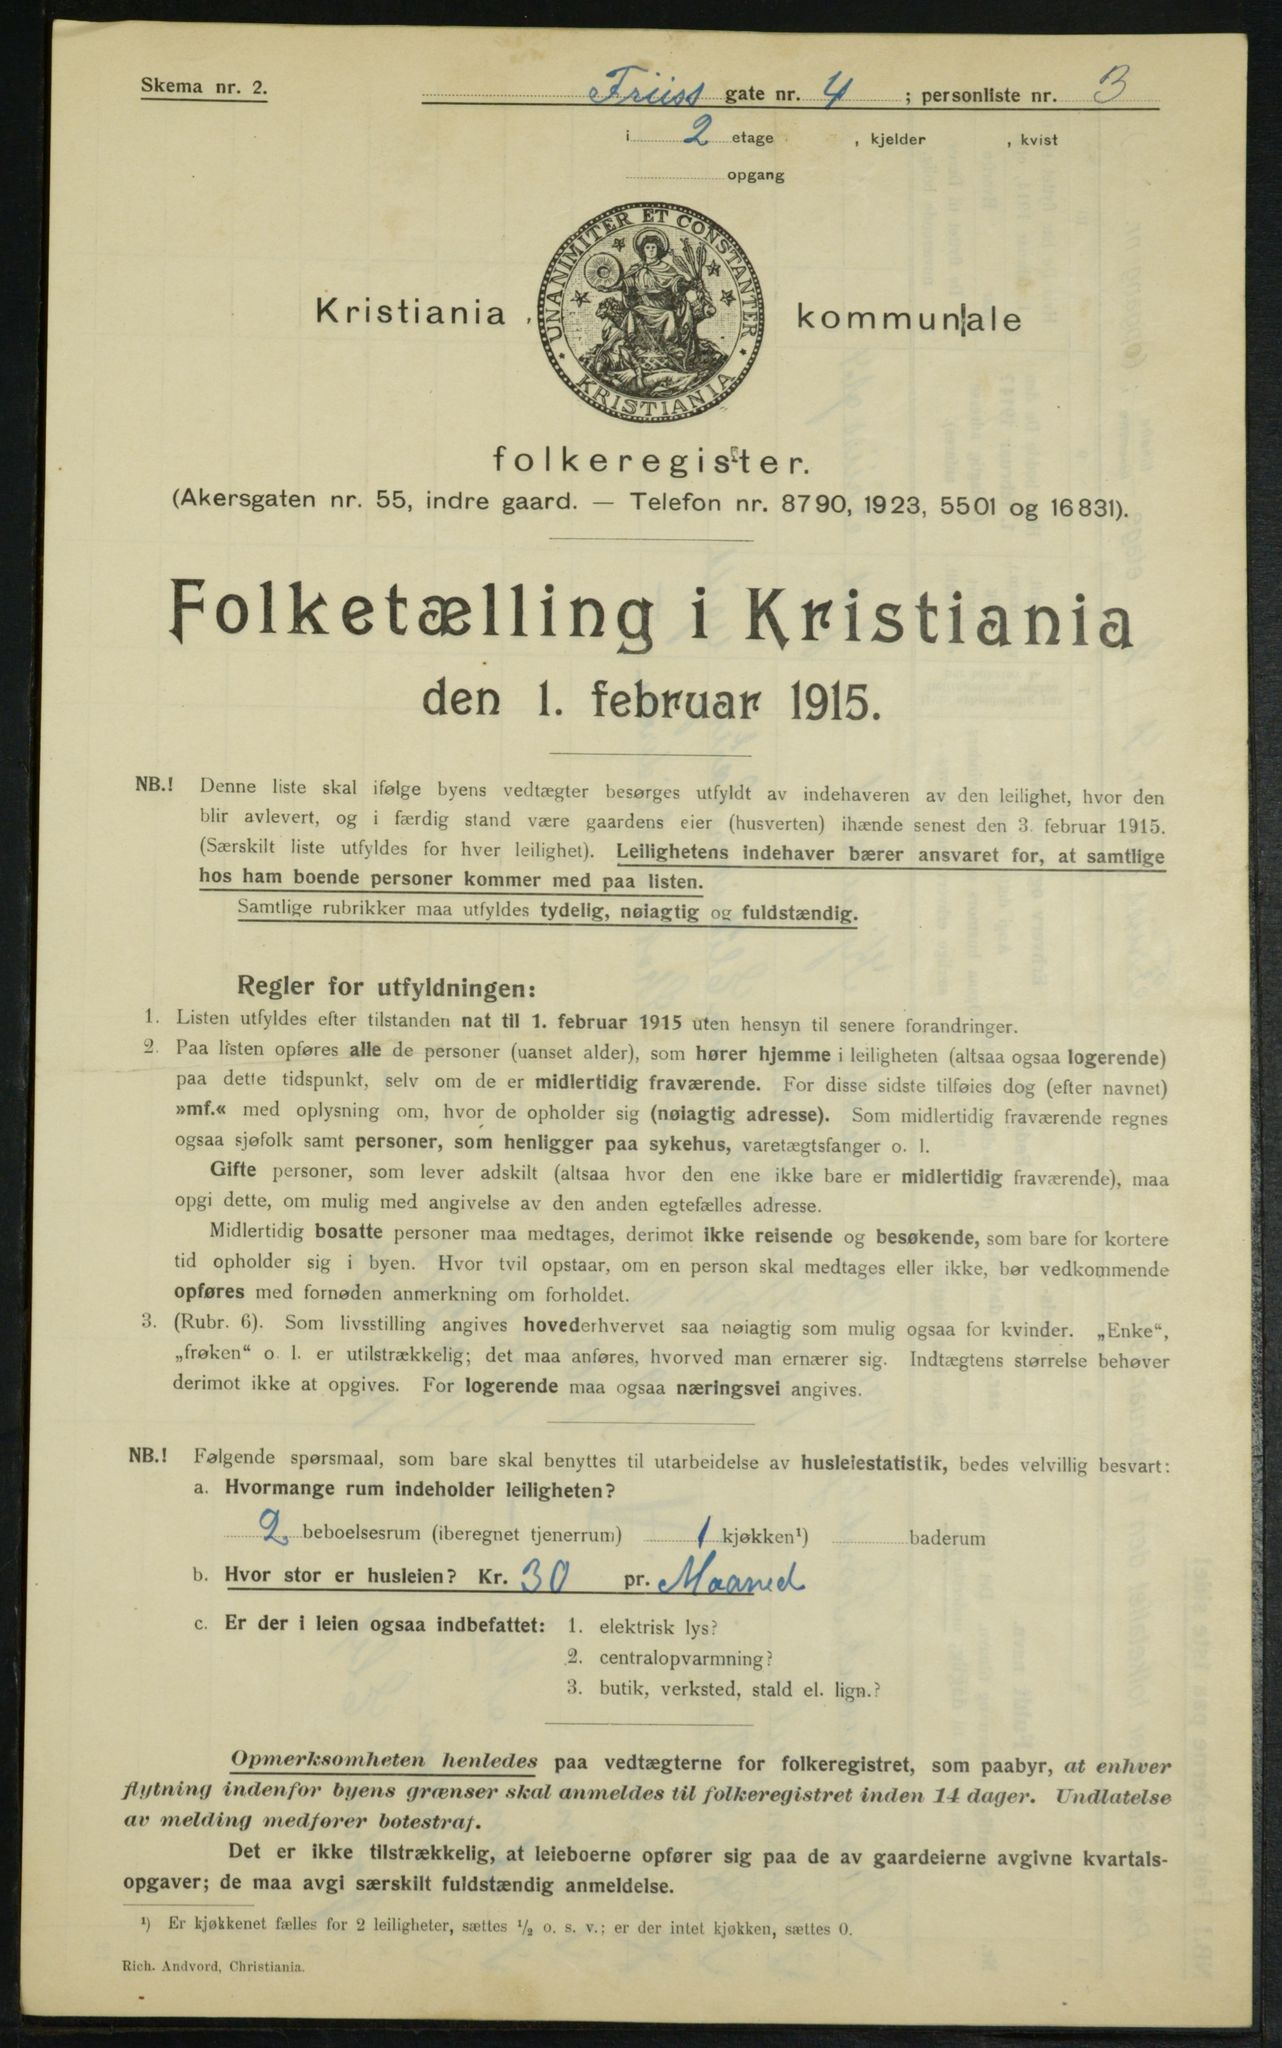 Skema nr. 2.
Friiss gate nr. 4 ; personliste nr. 3
i 2 etage , kjelder , kvist
opgang
UNANIMITER ET CONSTANTER
KRISTIANIA
Kristiania kommunale
folkeregister.
(Akersgaten nr. 55, indre gaard. — Telefon nr. 8790, 1923, 5501 og 16831).
Folketælling i Kristiania
den 1. februar 1915.
NB.! Denne liste skal ifølge byens vedtægter besørges utfyldt av indehaveren av den leilighet, hvor den
blir avlevert, og i færdig stand være gaardens eier (husverten) ihænde senest den 3. februar 1915.
(Særskilt liste utfyldes for hver leilighet). Leilighetens indehaver bærer ansvaret for, at samtlige
hos ham boende personer kommer med paa listen.
Samtlige rubrikker maa utfyldes tydelig, nøiagtig og fuldstændig.
Regler for utfyldningen:
1. Listen utfyldes efter tilstanden nat til 1. februar 1915 uten hensyn til senere forandringer.
2. Paa listen opføres alle de personer (uanset alder), som hører hjemme i leiligheten (altsaa ogsaa logerende)
paa dette tidspunkt, selv om de er midlertidig fraværende. For disse sidste tilføies dog (efter navnet)
»mf.« med oplysning om, hvor de opholder sig (nøiagtig adresse). Som midlertidig fraværende regnes
ogsaa sjøfolk samt personer, som henligger paa sykehus, varetægtsfanger o. l.
Gifte personer, som lever adskilt (altsaa hvor den ene ikke bare er midlertidig fraværende), maa
opgi dette, om mulig med angivelse av den anden egtefælles adresse.
Midlertidig bosatte personer maa medtages, derimot ikke reisende og besøkende, som bare for kortere
tid opholder sig i byen. Hvor tvil opstaar, om en person skal medtages eller ikke, bør vedkommende
opføres med fornøden anmerkning om forholdet.
3. (Rubr. 6). Som livsstilling angives hovederhvervet saa nøiagtig som mulig ogsaa for kvinder. „Enke“,
„frøken“ o. l. er utilstrækkelig; det maa anføres, hvorved man ernærer sig. Indtægtens størrelse behøver
derimot ikke at opgives. For logerende maa ogsaa næringsvei angives.
NB.! Følgende spørsmaal, som bare skal benyttes til utarbeidelse av husleiestatistik, bedes velvillig besvart:
a. Hvormange rum indeholder leiligheten?
2 beboelsesrum (iberegnet tjenerrum) 1 kjøkken¹) baderum
b. Hvor stor er husleien? Kr. 30 pr. Maaned
c. Er der i leien ogsaa indbefattet: 1. elektrisk lys?
2. centralopvarmning?
3. butik, verksted, stald el. lign.?
Opmerksomheten henledes paa vedtægterne for folkeregistret, som paabyr, at enhver
flytning indenfor byens grænser skal anmeldes til folkeregistret inden 14 dager. Undlatelse
av melding medfører botestraf.
Det er ikke tilstrækkelig, at leieboerne opfører sig paa de av gaardeierne avgivne kvartals-
opgaver; de maa avgi særskilt fuldstændig anmeldelse.
¹) Er kjøkkenet fælles for 2 leiligheter, sættes ½ o. s. v.; er der intet kjøkken, sættes 0.
Rich. Andvord, Christiania.